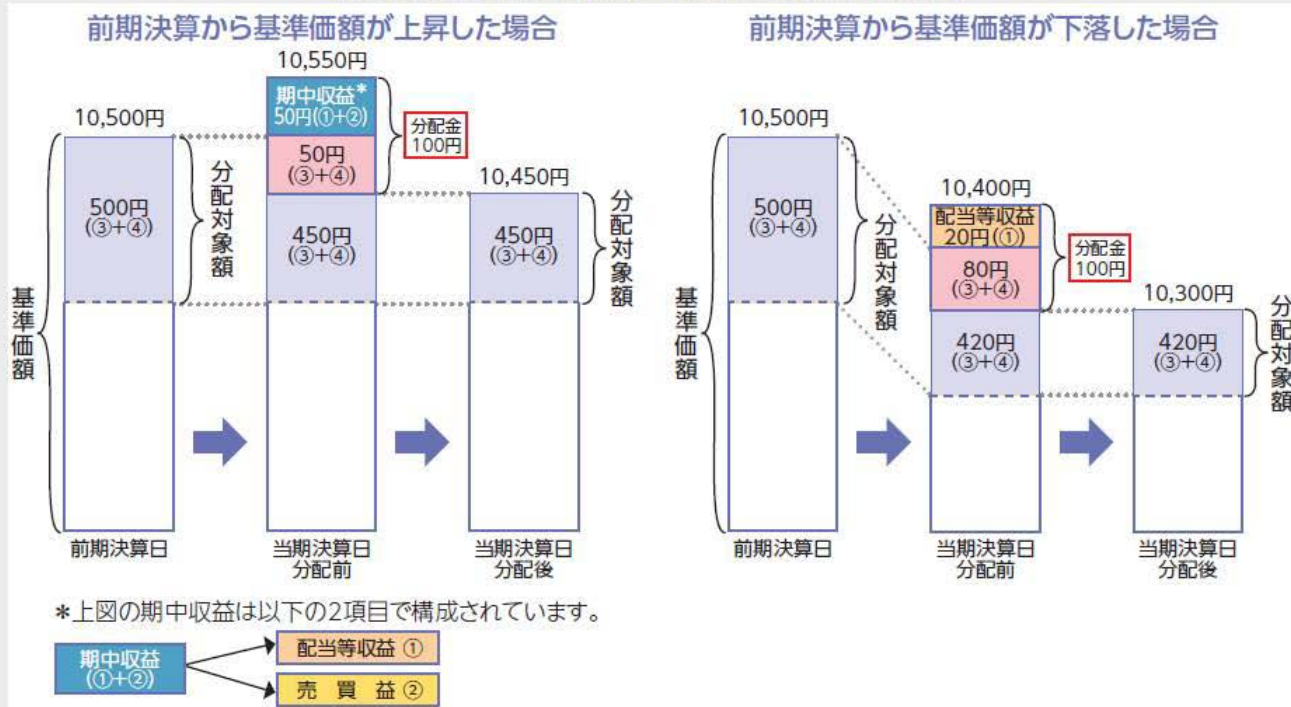 前期決算から基準価額が上昇した場合
10,500円
500円
(③+④)
分配対象額
基準価額
前期決算日
10,550円
期中収益*
50円(①+②)
50円
(③+④)
450円
(③+④)
分配金
100円
当期決算日
分配前
10,450円
450円
(③+④)
分配対象額
当期決算日
分配後
*上図の期中収益は以下の2項目で構成されています。
期中収益
(①+②)
配当等収益 ①
売 買 益 ②
前期決算から基準価額が下落した場合
10,500円
500円
(③+④)
分配対象額
基準価額
前期決算日
10,400円
配当等収益
20円(①)
80円
(③+④)
420円
(③+④)
分配金
100円
当期決算日
分配前
10,300円
420円
(③+④)
分配対象額
当期決算日
分配後